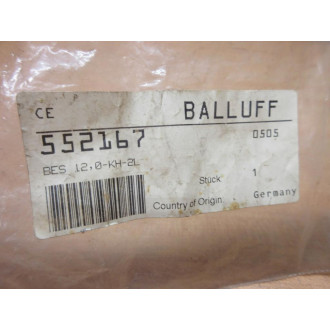 CE BALLUFF
552167 0505
BES 12,0-KH-2L
Stück: 1
Country of Origin: Germany